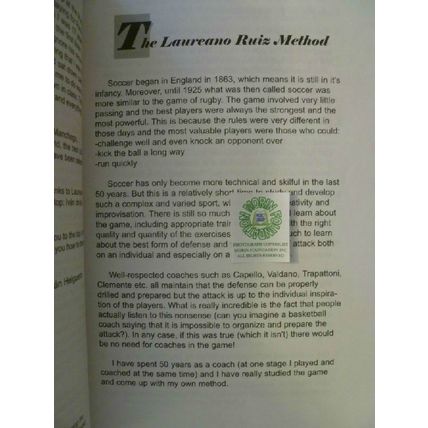 The Laureano Ruiz Method
Soccer began in England in 1863, which means it is still in it's
infancy. Moreover, until 1925 what was then called soccer was
more similar to the game of rugby. The game involved very little
passing and the best players were always the strongest and the
most powerful. This is because the rules were very different in
those days and the most valuable players were those who could:
-challenge well and even knock an opponent over
-kick the ball a long way
-run quickly
Soccer has only become more technical and skilful in the last
50 years. But this is a relatively short time to study and develop
such a complex and varied sport, wh ativity and
improvisation. There is still so much learn about
the game, including appropriate train ith the right
quality and quantity of the exercises ch to learn
about the best form of defense and attack both
on an individual and especially on a
PHOTOGRAPH COPYRIGHT
ALL RIGHTS RESERVED
Well-respected coaches such as Capello, Valdano, Trapattoni,
Clemente etc. all maintain that the defense can be properly
drilled and prepared but the attack is up to the individual inspira-
tion of the players. What is really incredible is the fact that people
actually listen to this nonsense (can you imagine a basketball
coach saying that it is impossible to organize and prepare the
attack?). In any case, if this was true (which it isn't) there would
be no need for coaches in the game!
I have spent 50 years as a coach (at one stage I played and
coached at the same time) and I have really studied the game
and come up with my own method.